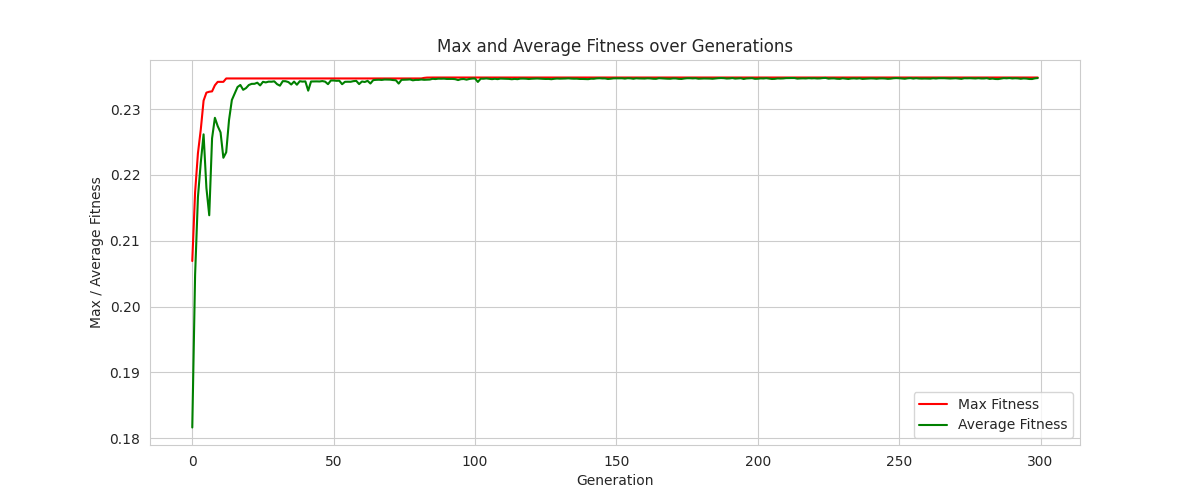 Max and Average Fitness over Generations
Max / Average Fitness
0.23
0.22
0.21
0.20
0.19
0.18
0 50 100 150 200 250 300
Generation
Max Fitness
Average Fitness